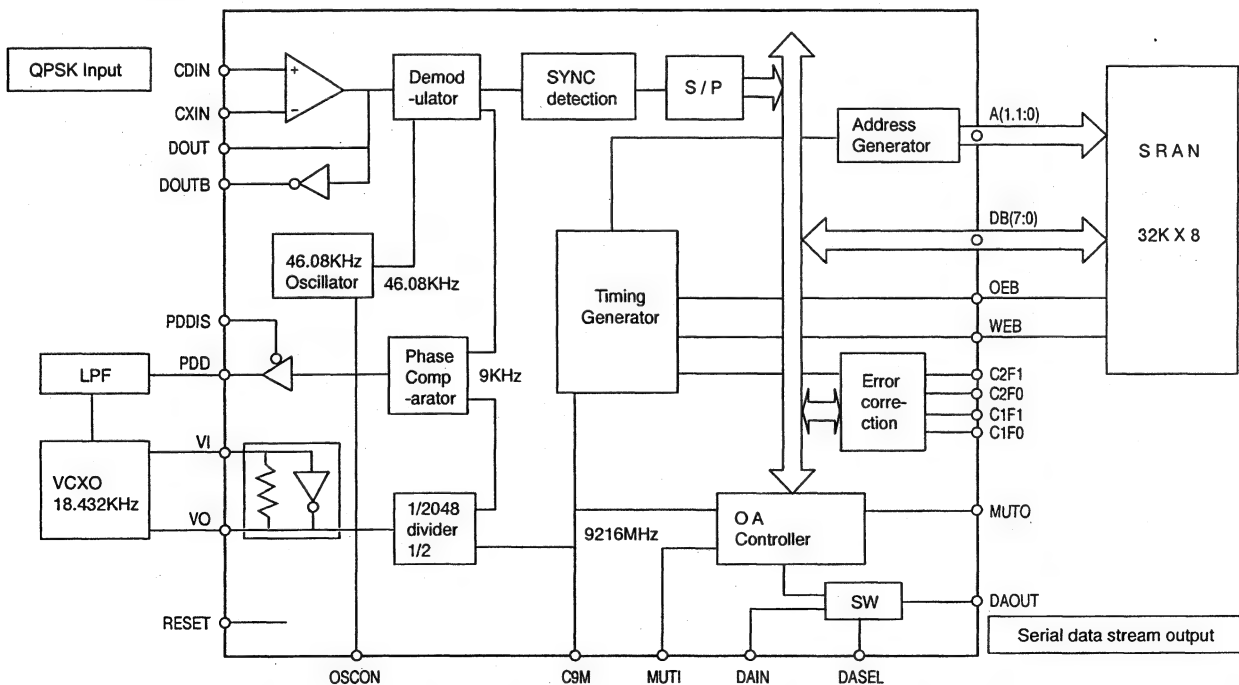 QPSK Input
CDIN
CXIN
DOUT
DOUTB
Demod
-ulator
SYNC
detection
S / P
Address
Generator
A(1.1:0)
S R A N
32K X 8
DB(7:0)
46.08KHz
Oscillator
46.08KHz
Timing
Generator
OEB
WEB
PDDIS
PDD
LPF
Phase
Comp
-arator
9KHz
Error
corre-
ction
C2F1
C2F0
C1F1
C1F0
VI
VCXO
18.432KHz
VO
1/2048
divider
1/2
9216MHz
O A
Controller
MUTO
SW
DAOUT
RESET
Serial data stream output
OSCON
C9M
MUTI
DAIN
DASEL
+
−